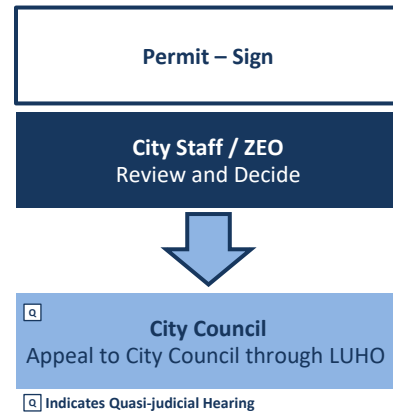 Permit – Sign
City Staff / ZEO
Review and Decide
Q
City Council
Appeal to City Council through LUHO
Q Indicates Quasi-judicial Hearing